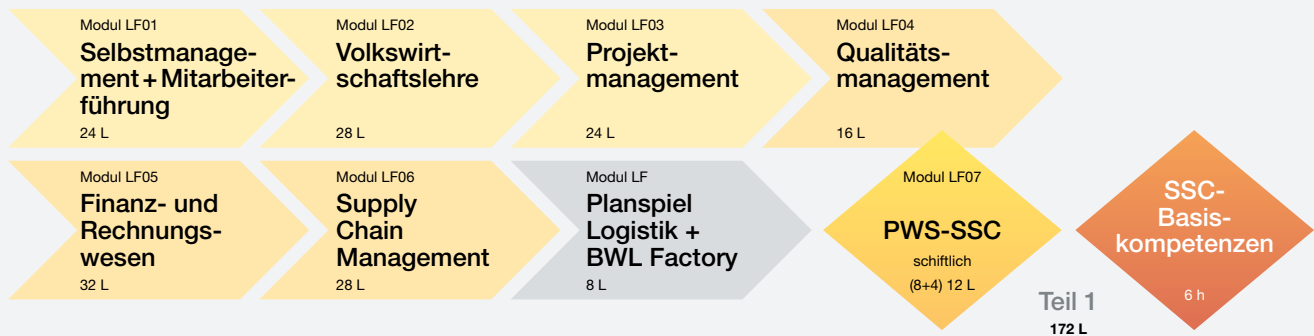 Modul LF01
Selbstmanage-
ment + Mitarbeiter-
führung
24 L
Modul LF02
Volkswirt-
schaftslehre
28 L
Modul LF03
Projekt-
management
24 L
Modul LF04
Qualitäts-
management
16 L
Modul LF05
Finanz- und
Rechnungs-
wesen
32 L
Modul LF06
Supply
Chain
Management
28 L
Modul LF
Planspiel
Logistik +
BWL Factory
8 L
Modul LF07
PWS-SSC
schiftlich
(8+4) 12 L
Teil 1
172 L
SSC-
Basis-
kompetenzen
6 h